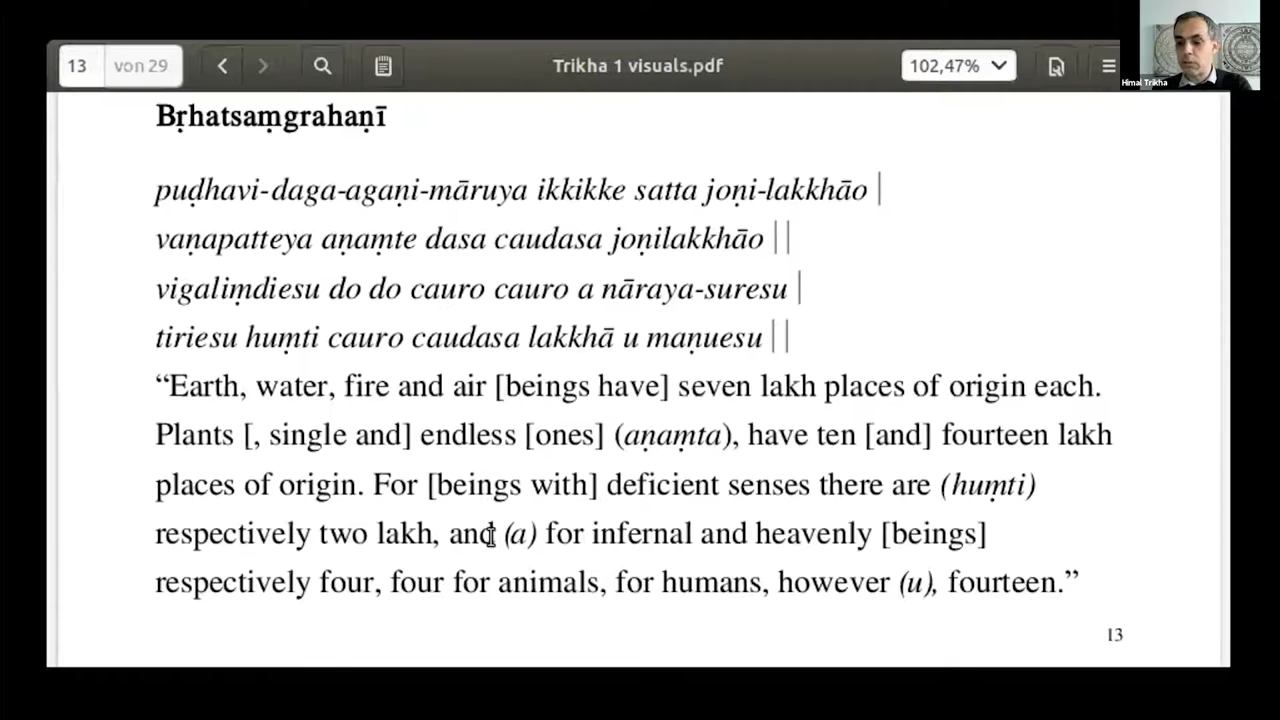 13
von 29
Trikha 1 visuals.pdf
102,47%
Himal Trikha
Bṛhatsaṃgrahaṇī
puḍhavi-daga-agaṇi-māruya ikkikke satta joṇi-lakkhāo |
vaṇapatteya aṇaṃte dasa caudasa joṇilakkhāo ||
vigaliṃdiesu do do cauro cauro a nāraya-suresu |
tiriesu huṃti cauro caudasa lakkhā u maṇuesu ||
“Earth, water, fire and air [beings have] seven lakh places of origin each.
Plants [, single and] endless [ones] (aṇaṃta), have ten [and] fourteen lakh
places of origin. For [beings with] deficient senses there are (huṃti)
respectively two lakh, and (a) for infernal and heavenly [beings]
respectively four, four for animals, for humans, however (u), fourteen.”
13